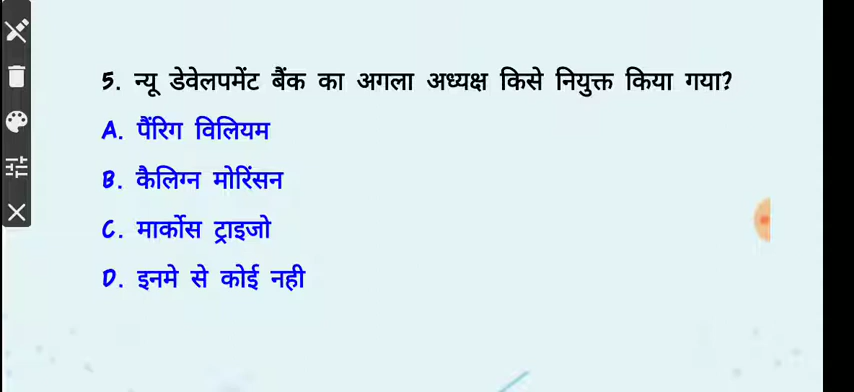 5. न्यू डेवेलपमेंट बैंक का अगला अध्यक्ष किसे नियुक्त किया गया?
A. पैंरिग विलियम
B. कैलिग्न मोरिंसन
C. मार्कोस ट्राइजो
D. इनमे से कोई नही